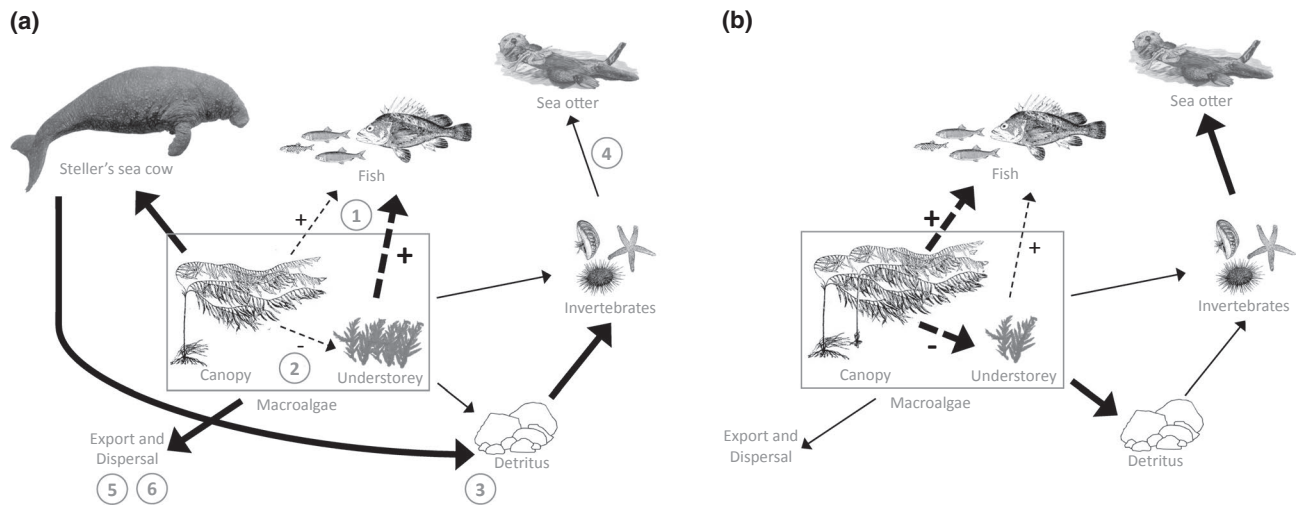 (a)
Sea otter
Steller's sea cow
Fish
4
+
1
+
Invertebrates
-
2
Canopy
Understorey
Macroalgae
Export and
Dispersal
5
6
Detritus
3
(b)
Sea otter
Fish
+
+
Invertebrates
-
Canopy
Understorey
Macroalgae
Export and
Dispersal
Detritus